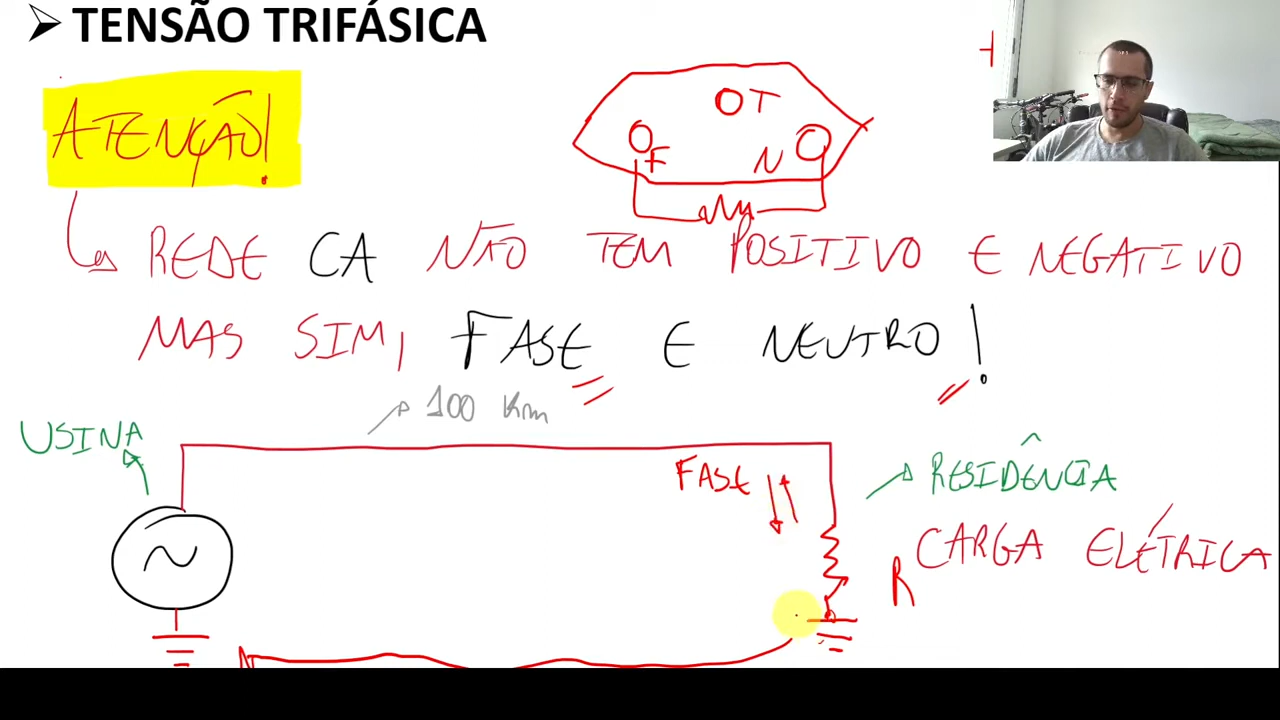 ➢ TENSÃO TRIFÁSICA
ATENÇÃO!
T
F N
REDE CA NÃO TEM POSITIVO E NEGATIVO
MAS SIM, FASE E NEUTRO!
100 Km
USINA
FASE
RESIDÊNCIA
R CARGA ELÉTRICA